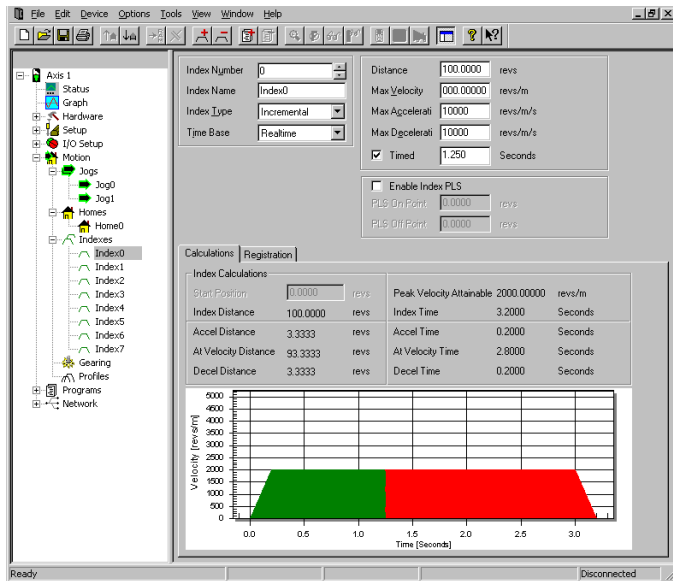 File Edit Device Options Tools View Window Help
Axis 1
Status
Graph
Hardware
Setup
I/O Setup
Motion
Jogs
Jog0
Jog1
Homes
Home0
Indexes
Index0
Index1
Index2
Index3
Index4
Index5
Index6
Index7
Gearing
Profiles
Programs
Network
Index Number 0
Index Name Index0
Index Type Incremental
Time Base Realtime
Distance 100.0000 revs
Max Velocity 000.00000 revs/m
Max Accelerati 10000 revs/m/s
Max Decelerati 10000 revs/m/s
Timed 1.250 Seconds
Enable Index PLS
PLS On Point 0.0000 revs
PLS Off Point 0.0000 revs
Calculations Registration
Index Calculations
Start Position 0.0000 revs Peak Velocity Attainable 2000.00000 revs/m
Index Distance 100.0000 revs Index Time 3.2000 Seconds
Accel Distance 3.3333 revs Accel Time 0.2000 Seconds
At Velocity Distance 93.3333 revs At Velocity Time 2.8000 Seconds
Decel Distance 3.3333 revs Decel Time 0.2000 Seconds
Velocity [revs/m]
5000
4500
4000
3500
3000
2500
2000
1500
1000
500
0
0.0 0.5 1.0 1.5 2.0 2.5 3.0
Time [Seconds]
Ready Disconnected